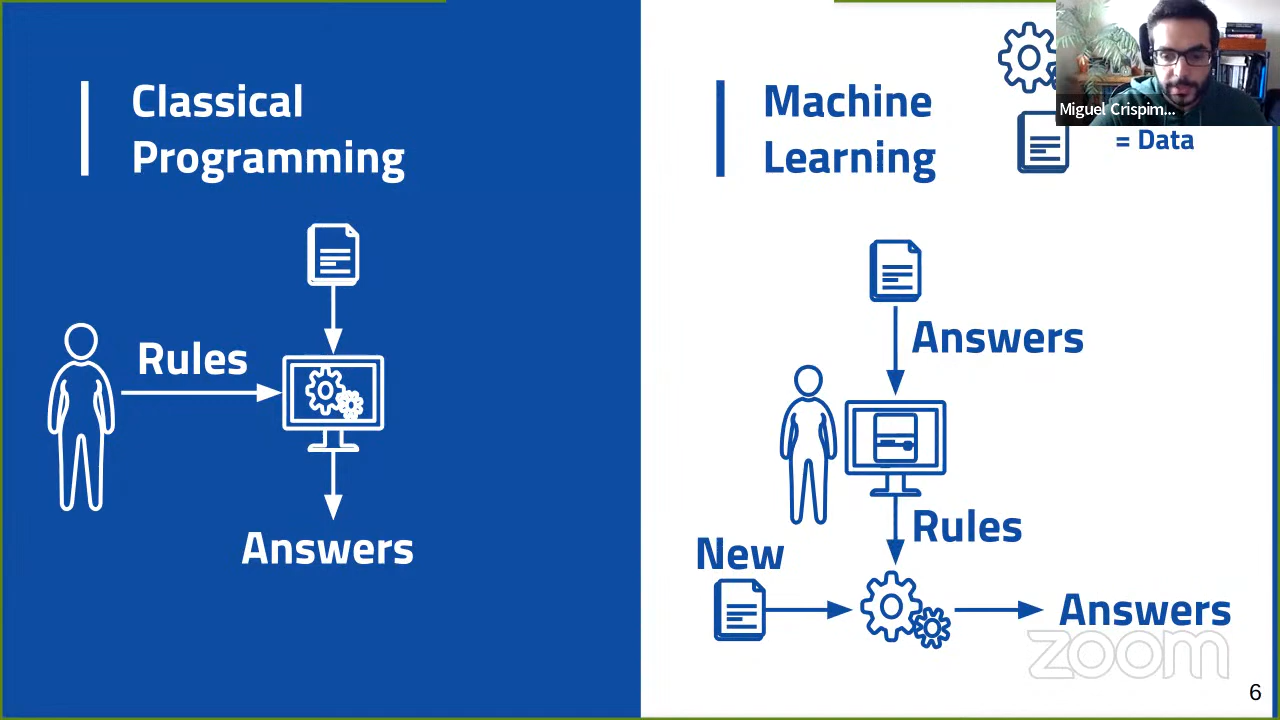 Classical
Programming
Rules
Answers
Machine
Learning
Miguel Crispim...
= Data
Answers
Rules
New
Answers
zoom
6